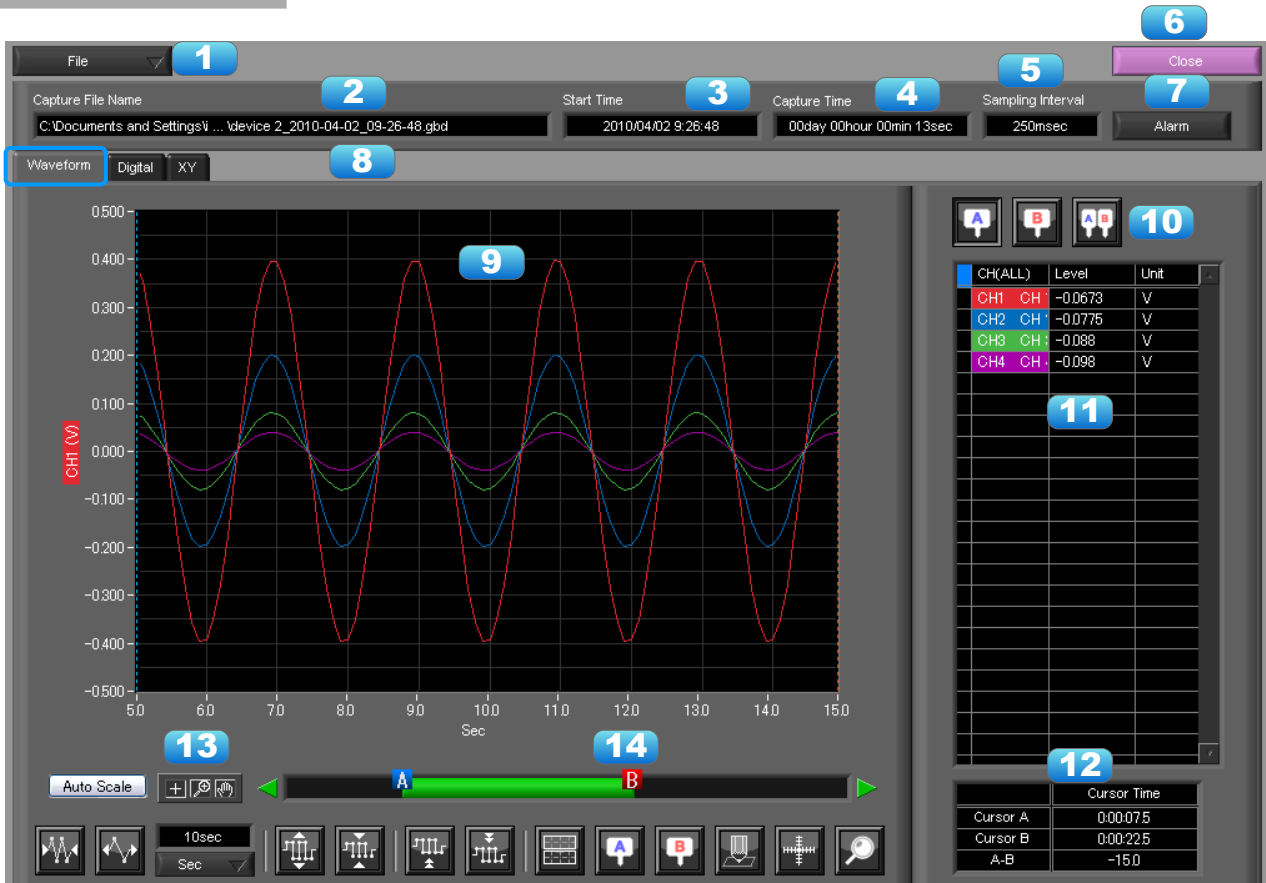 6
File
1
Close
Capture File Name
2
Start Time
3
Capture Time
4
5
Sampling Interval
7
C:\Documents and Settings\i ... \device 2_2010-04-02_09-26-48.gbd
2010/04/02 9:26:48
00day 00hour 00min 13sec
250msec
Alarm
Waveform
Digital
XY
8
0.500
0.400
0.300
0.200
0.100
0.000
-0.100
-0.200
-0.300
-0.400
-0.500
CH1 (V)
9
5.0 6.0 7.0 8.0 9.0 10.0 11.0 12.0 13.0 14.0 15.0
Sec
A
B
A B
10
CH(ALL) Level Unit
CH1 CH -0.0673 V
CH2 CH -0.0775 V
CH3 CH -0.088 V
CH4 CH -0.098 V
11
13
14
Auto Scale
A
B
10sec
Sec
A
B
12
Cursor Time
Cursor A 0:00:07.5
Cursor B 0:00:22.5
A-B -15.0